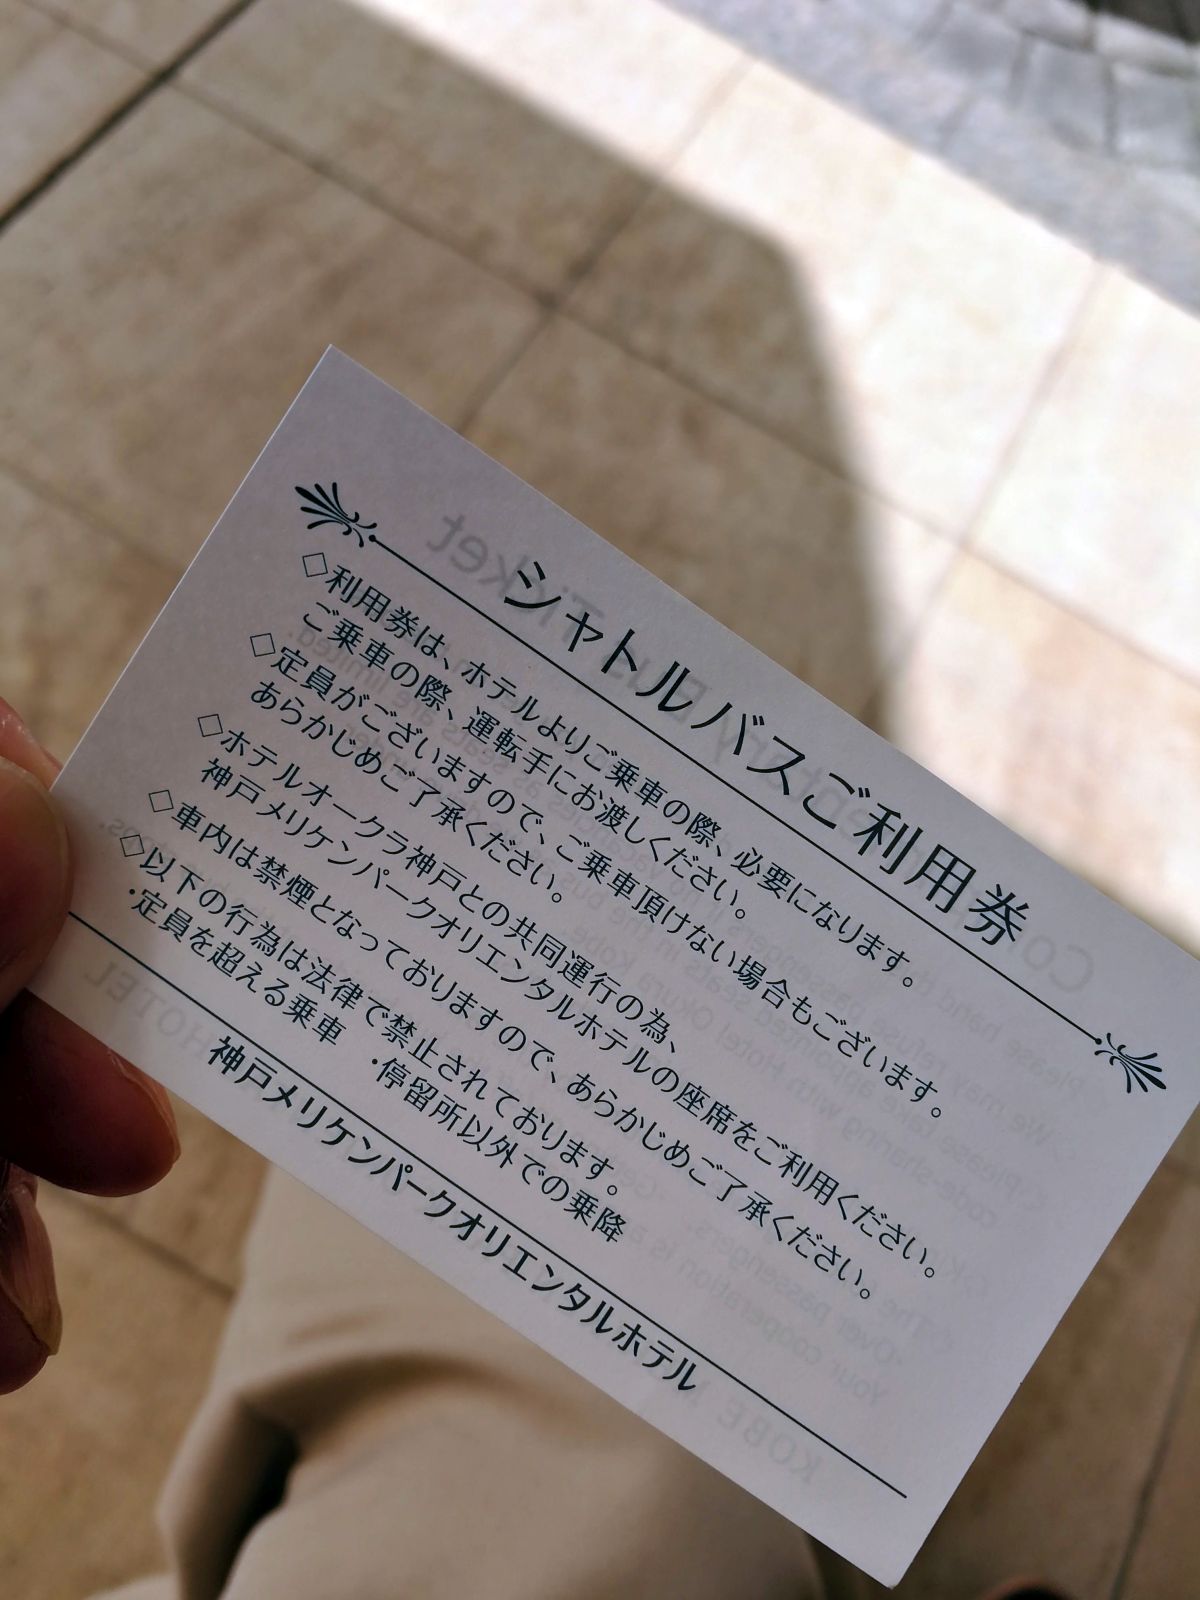 シャトルバスご利用券
◇利用券は、ホテルよりご乗車の際、必要になります。
ご乗車の際、運転手にお渡しください。
◇定員がございますので、ご乗車頂けない場合もございます。
あらかじめご了承ください。
◇ホテルオークラ神戸との共同運行の為、
神戸メリケンパークオリエンタルホテルの座席をご利用ください。
◇車内は禁煙となっておりますので、あらかじめご了承ください。
◇以下の行為は法律で禁止されております。
・定員を超える乗車 ・停留所以外での乗降
神戸メリケンパークオリエンタルホテル